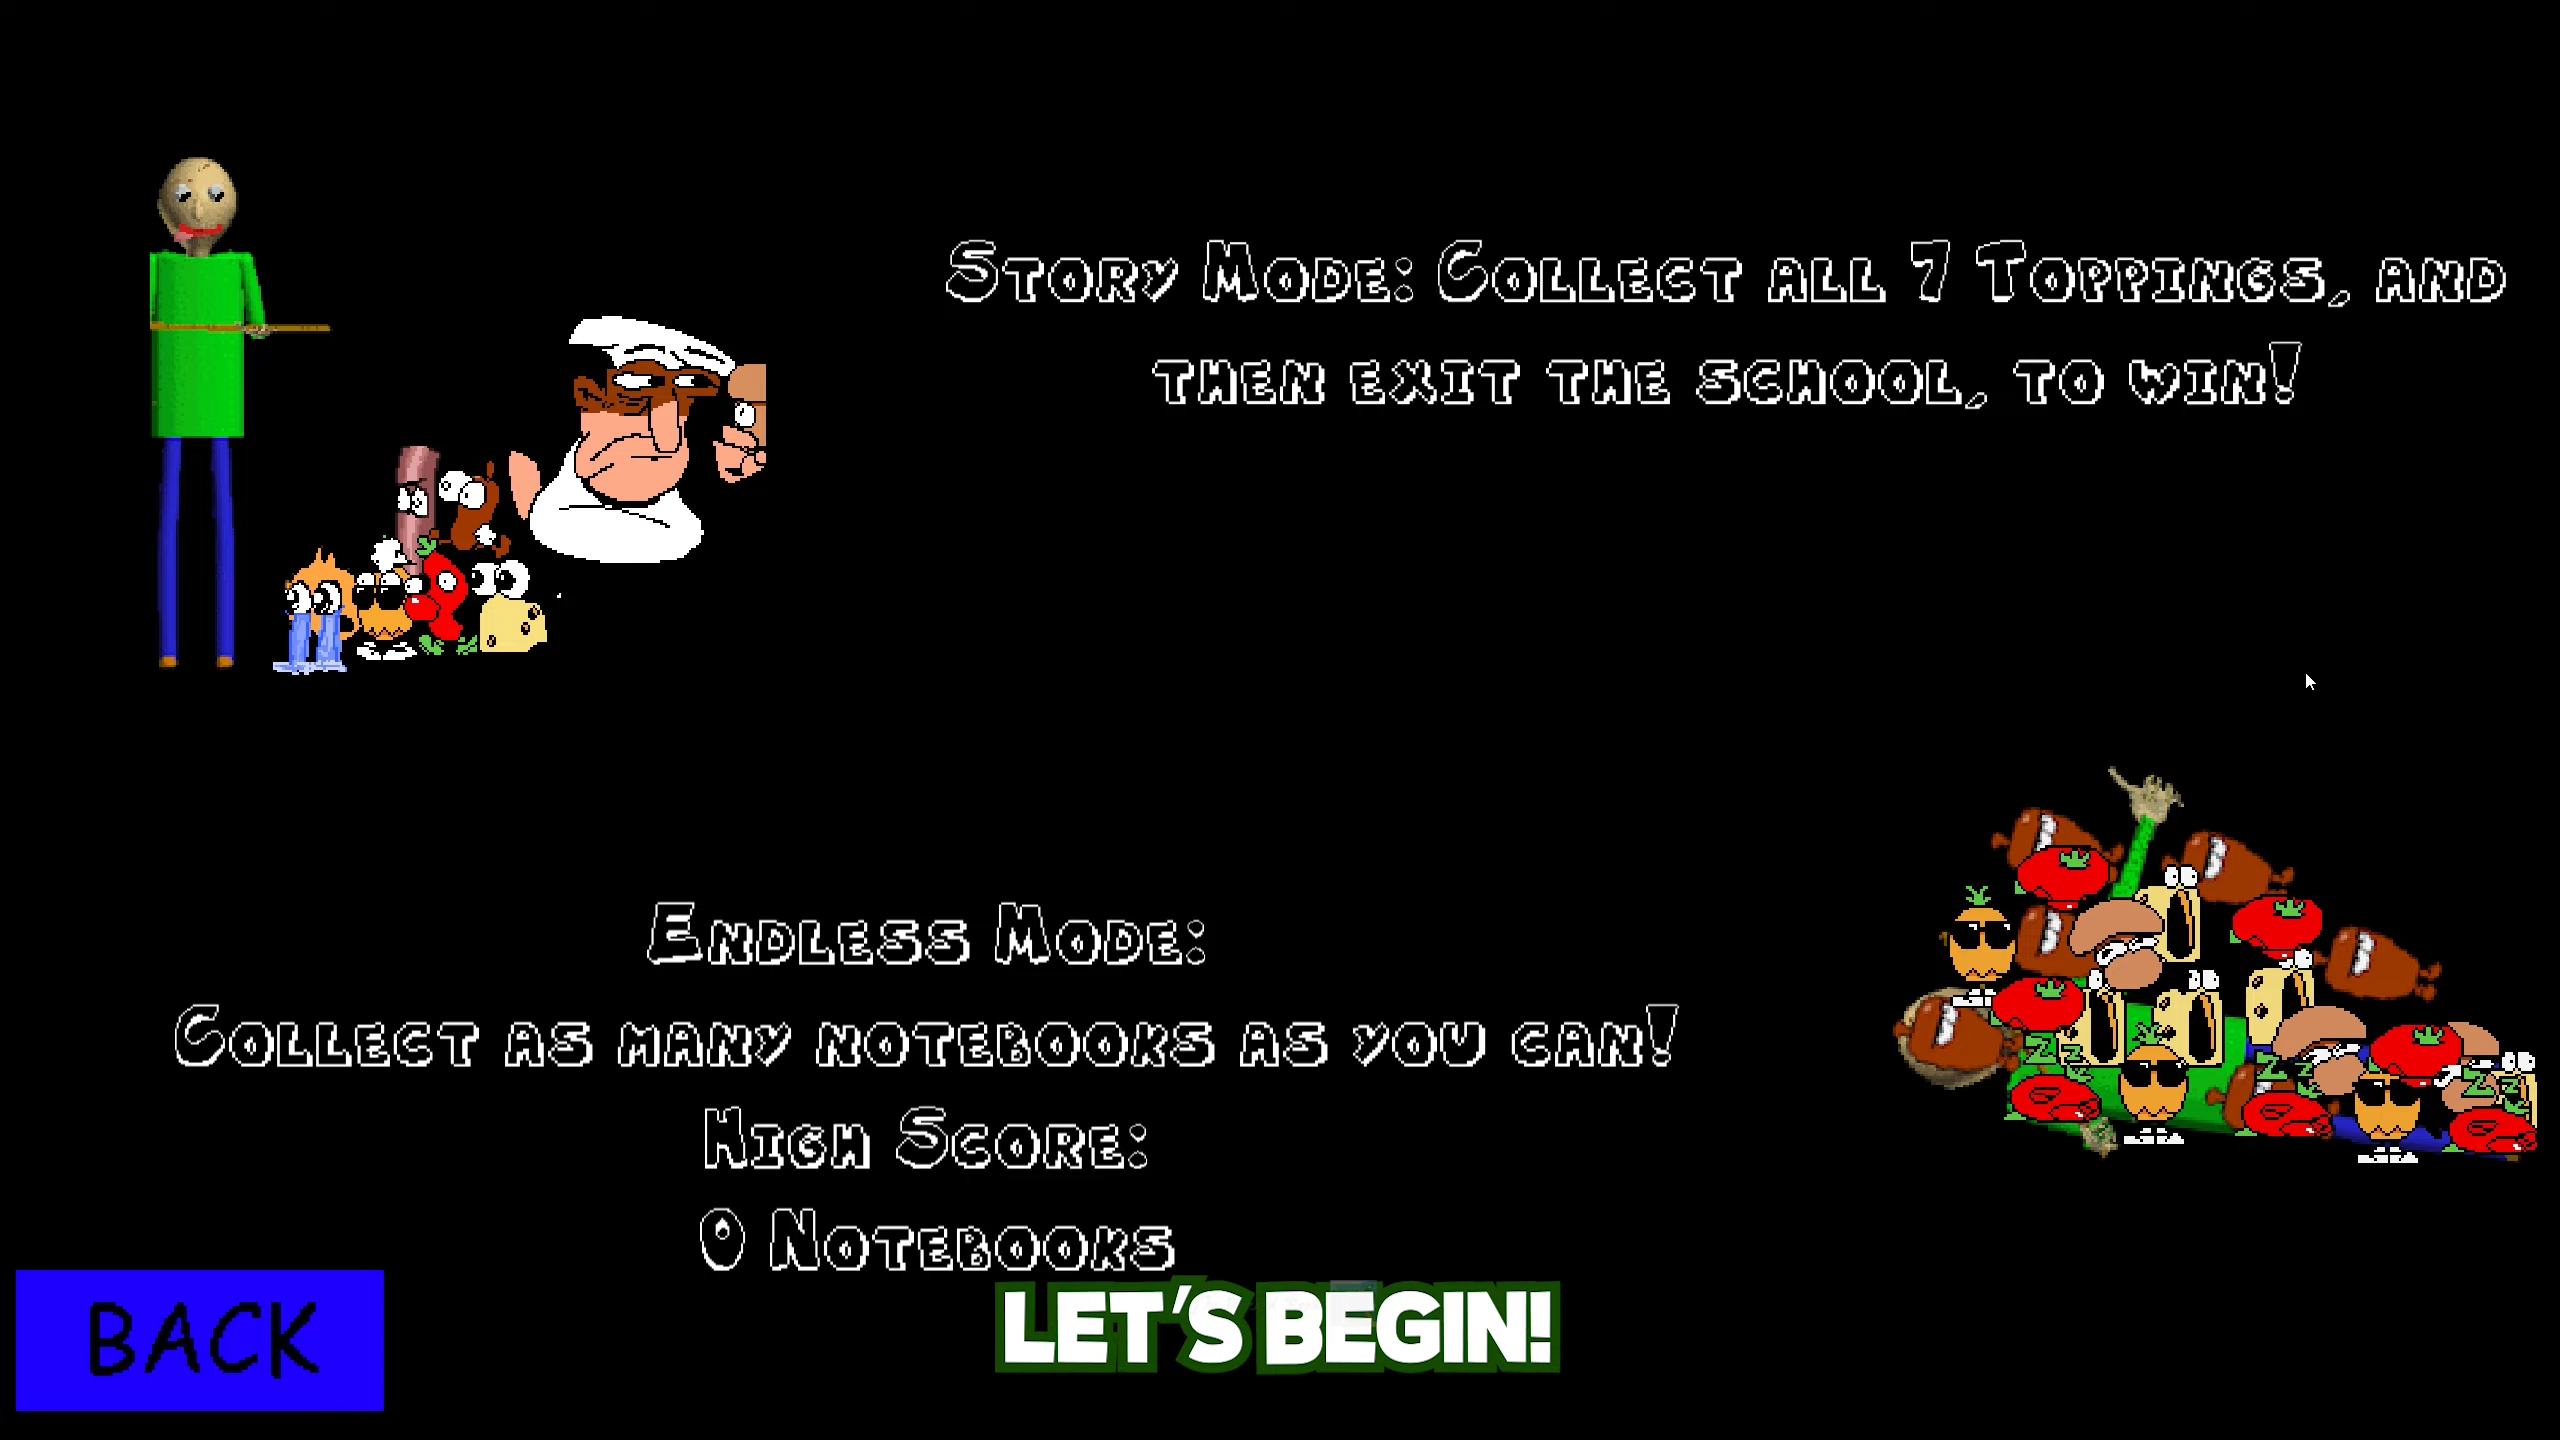 Story Mode: Collect all 7 Toppings, and
then exit the school, to win!
Endless Mode:
Collect as many notebooks as you can!
High Score:
0 Notebooks
LET'S BEGIN!
BACK